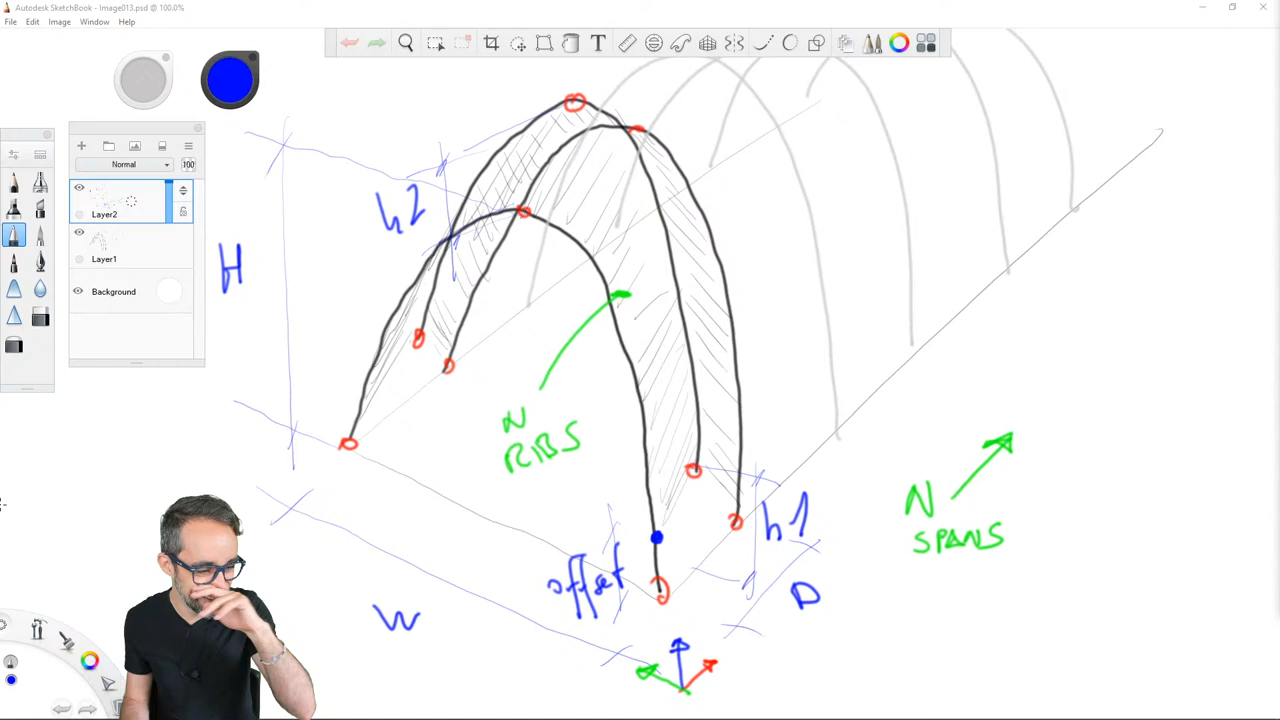 Autodesk SketchBook - Image013.psd @ 100.0%
File Edit Image Window Help
Normal
100
Layer2
Layer1
Background
H
h2
N
RIBS
N
SPANS
h1
offset
D
W